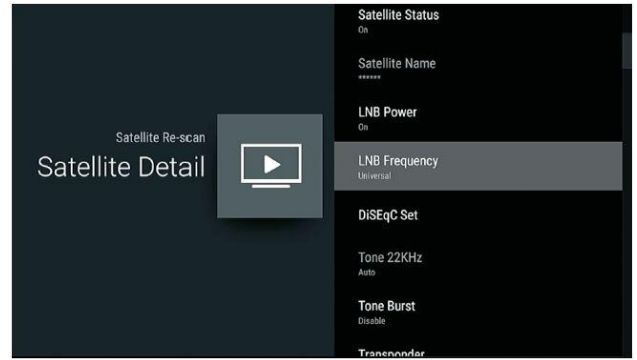 Satellite Re-scan
Satellite Detail
Satellite Status
On
Satellite Name
******
LNB Power
On
LNB Frequency
Universal
DiSEqC Set
Tone 22KHz
Auto
Tone Burst
Disable
Transponder